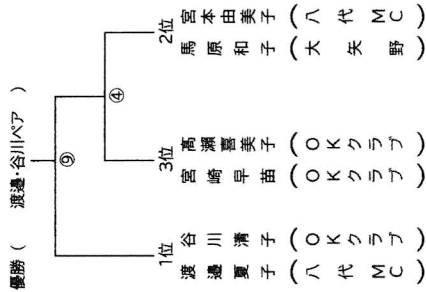 優勝（　渡邉・谷川ペア　）
⑨
④
1位
渡邉夏子（八代MC）
谷川清子（OKクラブ）
3位
宮崎早苗（OKクラブ）
髙瀬喜美子（OKクラブ）
2位
馬原和子（大矢野）
宮本由美子（八代MC）